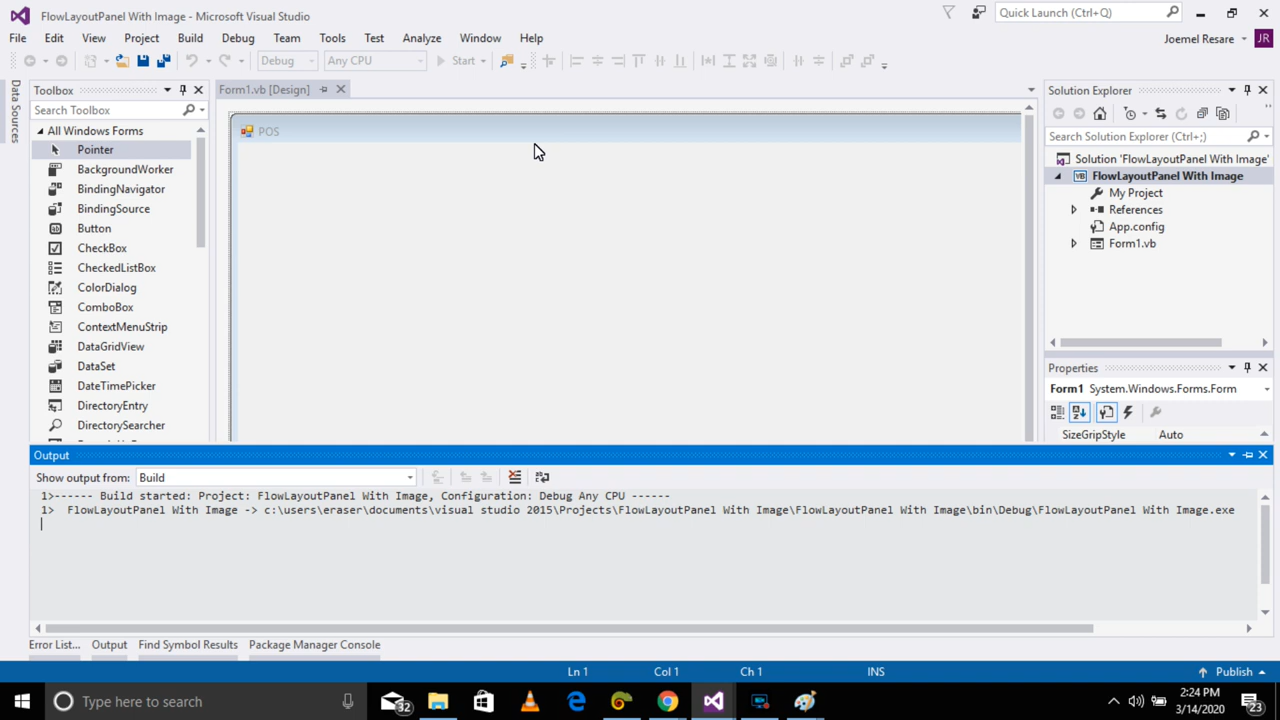 FlowLayoutPanel With Image - Microsoft Visual Studio
Quick Launch (Ctrl+Q)
File Edit View Project Build Debug Team Tools Test Analyze Window Help
Joemel Resare JR
Debug Any CPU Start
Data Sources
Toolbox
Search Toolbox
All Windows Forms
Pointer
BackgroundWorker
BindingNavigator
BindingSource
Button
CheckBox
CheckedListBox
ColorDialog
ComboBox
ContextMenuStrip
DataGridView
DataSet
DateTimePicker
DirectoryEntry
DirectorySearcher
Form1.vb [Design]
POS
Solution Explorer
Search Solution Explorer (Ctrl+;)
Solution 'FlowLayoutPanel With Image'
VB FlowLayoutPanel With Image
My Project
References
App.config
Form1.vb
Properties
Form1 System.Windows.Forms.Form
SizeGripStyle Auto
Output
Show output from: Build
1>------ Build started: Project: FlowLayoutPanel With Image, Configuration: Debug Any CPU ------
1> FlowLayoutPanel With Image -> c:\users\eraser\documents\visual studio 2015\Projects\FlowLayoutPanel With Image\FlowLayoutPanel With Image\bin\Debug\FlowLayoutPanel With Image.exe
Error List... Output Find Symbol Results Package Manager Console
Ln 1 Col 1 Ch 1 INS Publish
Type here to search
32
2:24 PM
3/14/2020
23